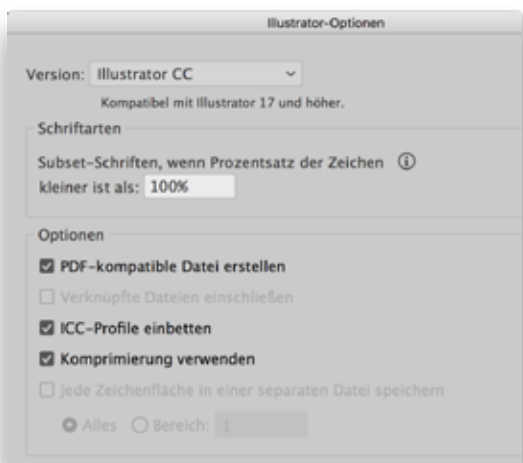 Illustrator-Optionen
Version: Illustrator CC
Kompatibel mit Illustrator 17 und höher.
Schriftarten
Subset-Schriften, wenn Prozentsatz der Zeichen
kleiner ist als: 100%
Optionen
PDF-kompatible Datei erstellen
Verknüpfte Dateien einschließen
ICC-Profile einbetten
Komprimierung verwenden
Jede Zeichenfläche in einer separaten Datei speichern
Alles Bereich: 1